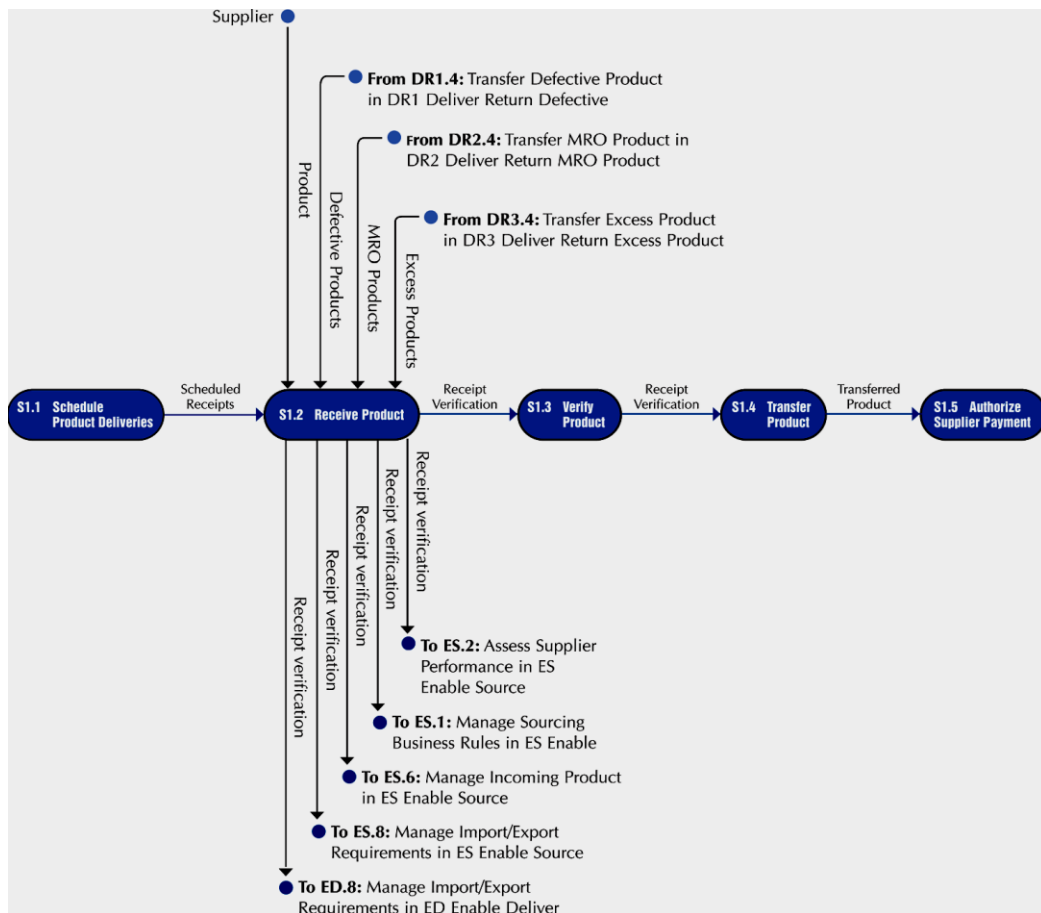 Supplier
From DR1.4: Transfer Defective Product
in DR1 Deliver Return Defective
From DR2.4: Transfer MRO Product in
DR2 Deliver Return MRO Product
From DR3.4: Transfer Excess Product
in DR3 Deliver Return Excess Product
Product
Defective Products
MRO Products
Excess Products
S1.1 Schedule
Product Deliveries
Scheduled
Receipts
S1.2 Receive Product
Receipt
Verification
S1.3 Verify
Product
Receipt
Verification
S1.4 Transfer
Product
Transferred
Product
S1.5 Authorize
Supplier Payment
Receipt verification
Receipt verification
Receipt verification
Receipt verification
Receipt verification
To ES.2: Assess Supplier
Performance in ES
Enable Source
To ES.1: Manage Sourcing
Business Rules in ES Enable
To ES.6: Manage Incoming Product
in ES Enable Source
To ES.8: Manage Import/Export
Requirements in ES Enable Source
To ED.8: Manage Import/Export
Requirements in ED Enable Deliver